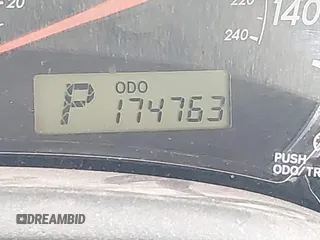 20
140
220
240
ODO
P 174763
PUSH
ODO/TR
DREAMBID